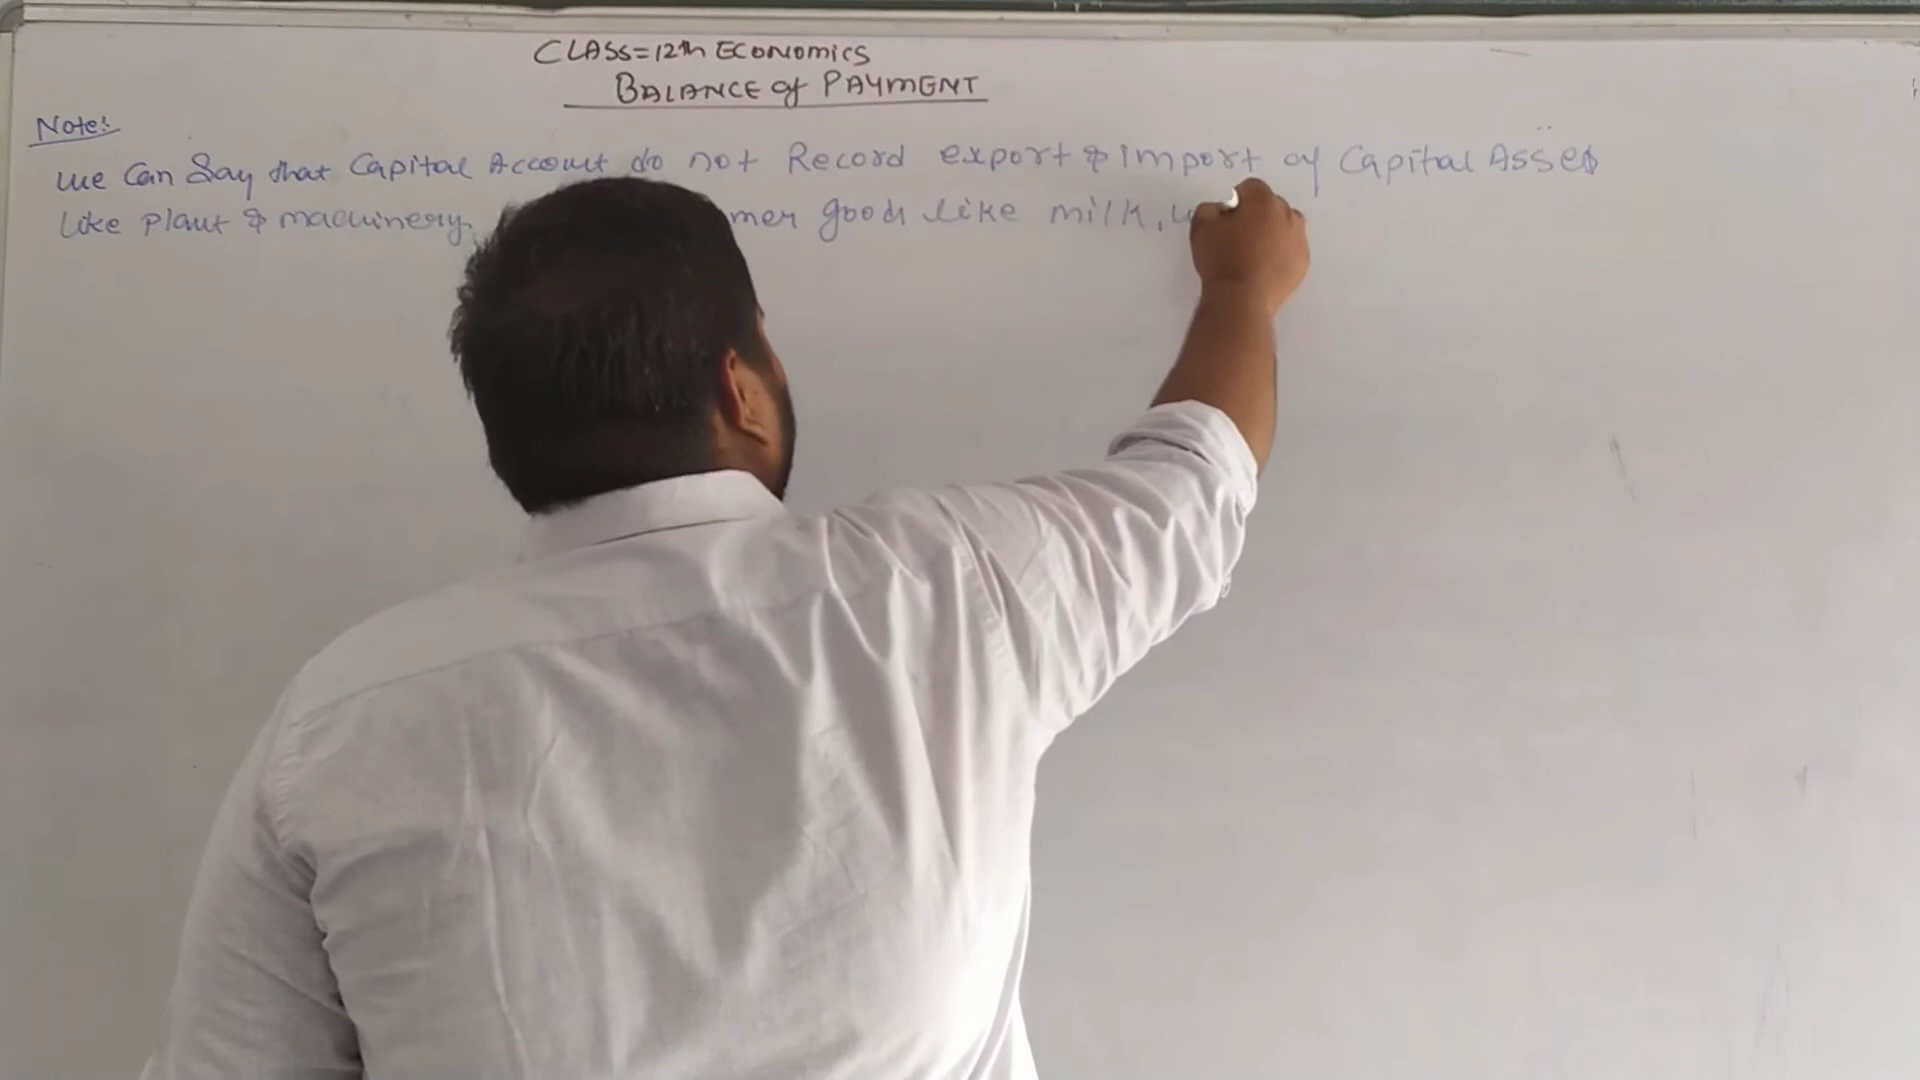 CLASS=12th ECONOMICS
BALANCE of PAYMENT
Note:-
We Can Say that Capital Account do not Record export & Import of Capital Asses
Like Plant & machinery, mer goods like milk,